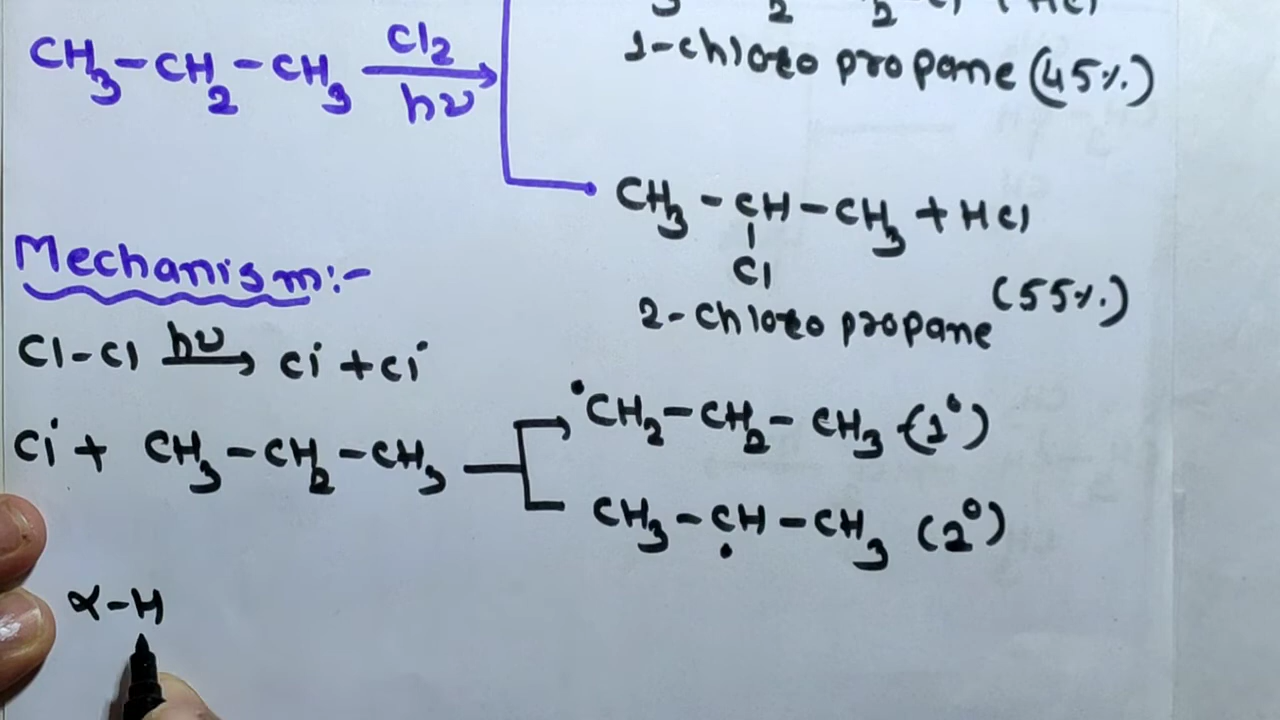 CH3-CH2-CH3 Cl2 hν
1-chloro propane (45%)
CH3-CH-CH3 + HCl
Cl
2-chloro propane (55%)
Mechanism:-
Cl-Cl hν Cl• + Cl•
Cl• + CH3-CH2-CH3
•CH2-CH2-CH3 (1°)
CH3-CH-CH3 (2°)
•
α-H